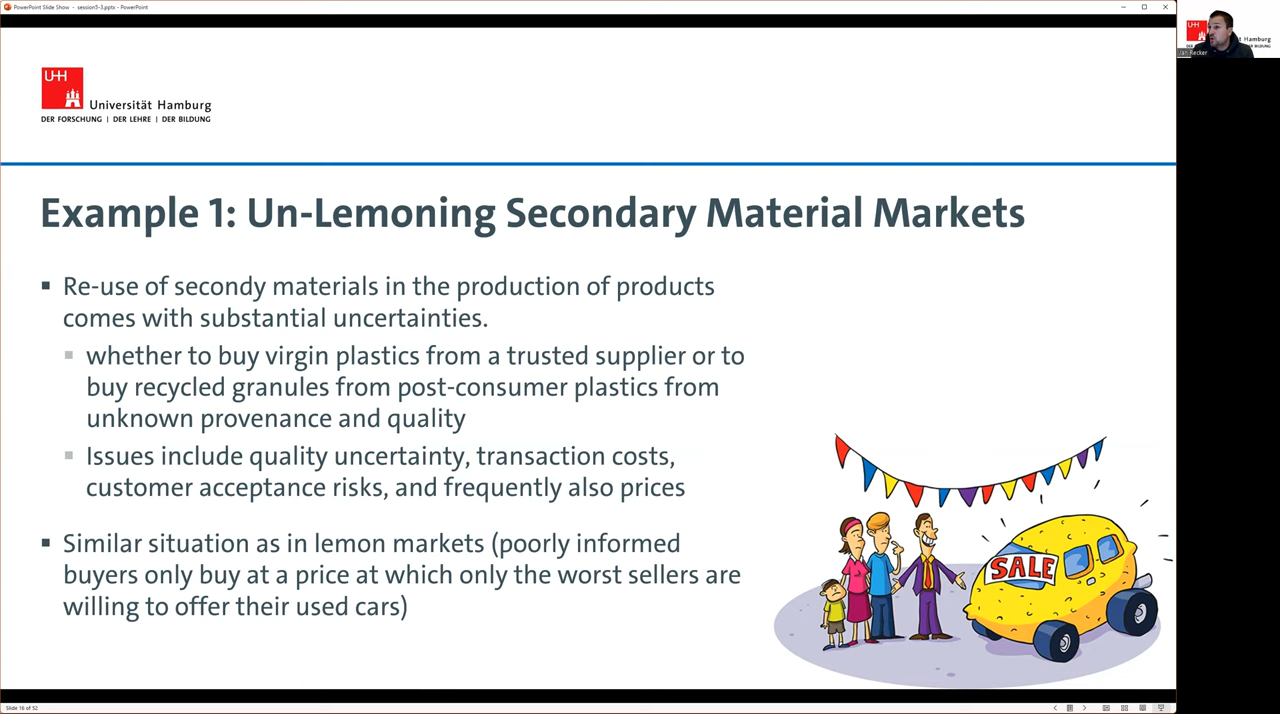 PowerPoint Slide Show - session5-3.pptx - PowerPoint
UHH
Universität Hamburg
DER FORSCHUNG | DER LEHRE | DER BILDUNG
Example 1: Un-Lemoning Secondary Material Markets
Re-use of secondy materials in the production of products
comes with substantial uncertainties.
whether to buy virgin plastics from a trusted supplier or to
buy recycled granules from post-consumer plastics from
unknown provenance and quality
Issues include quality uncertainty, transaction costs,
customer acceptance risks, and frequently also prices
Similar situation as in lemon markets (poorly informed
buyers only buy at a price at which only the worst sellers are
willing to offer their used cars)
SALE
Slide 16 of 52
UHH
Hamburg
Jan Recker